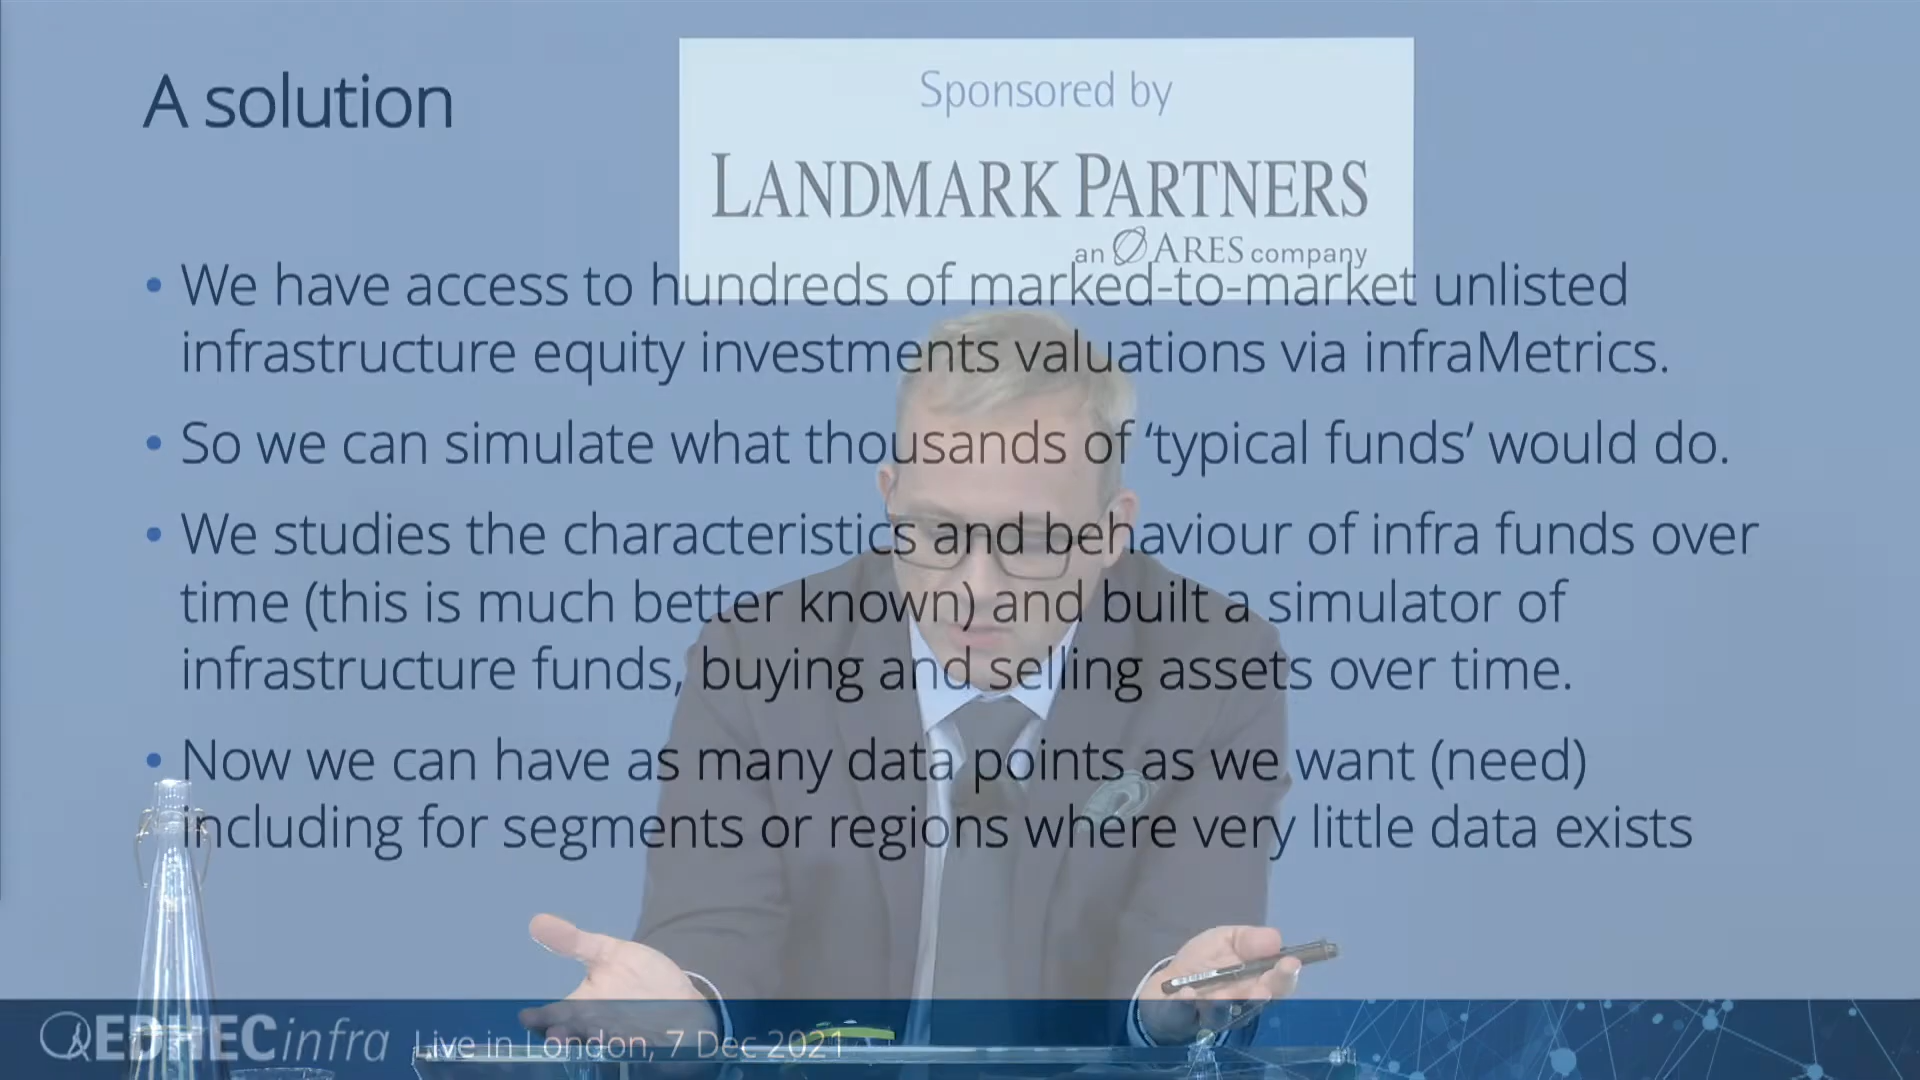 A solution
Sponsored by
LANDMARK PARTNERS
an ARES company
• We have access to hundreds of marked-to-market unlisted
infrastructure equity investments valuations via infraMetrics.
• So we can simulate what thousands of ‘typical funds’ would do.
• We studies the characteristics and behaviour of infra funds over
time (this is much better known) and built a simulator of
infrastructure funds, buying and selling assets over time.
• Now we can have as many data points as we want (need)
including for segments or regions where very little data exists
EDHECinfra
Live in London, 7 Dec 2021